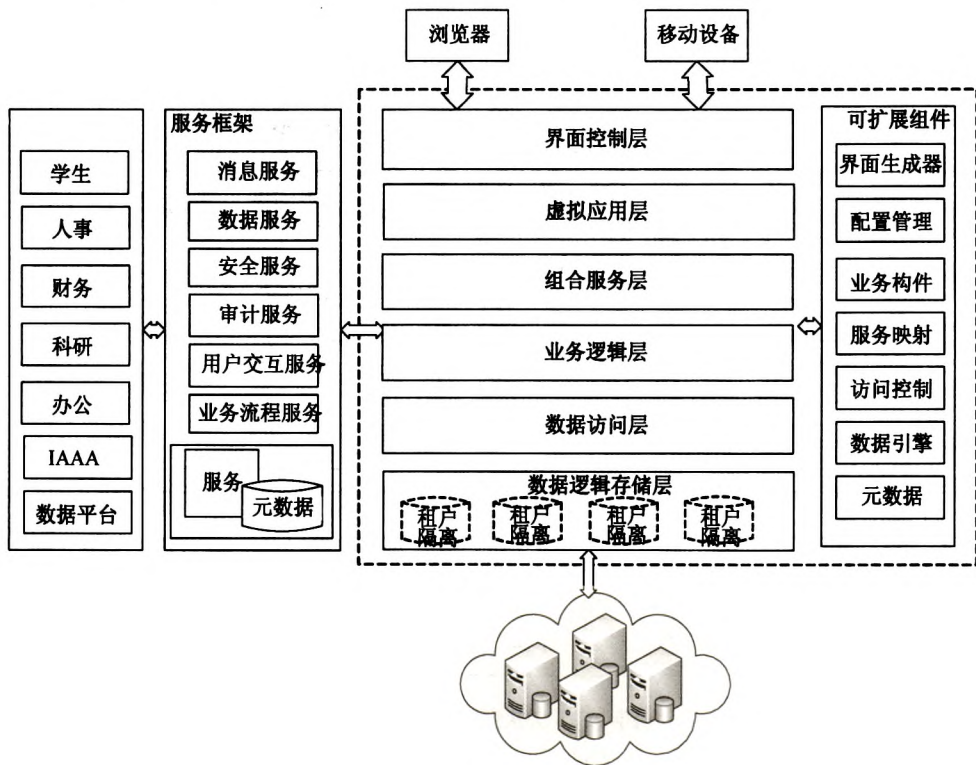 浏览器
移动设备
学生
人事
财务
科研
办公
IAAA
数据平台
服务框架
消息服务
数据服务
安全服务
审计服务
用户交互服务
业务流程服务
服务
元数据
界面控制层
虚拟应用层
组合服务层
业务逻辑层
数据访问层
数据逻辑存储层
租户
隔离
租户
隔离
租户
隔离
租户
隔离
可扩展组件
界面生成器
配置管理
业务构件
服务映射
访问控制
数据引擎
元数据